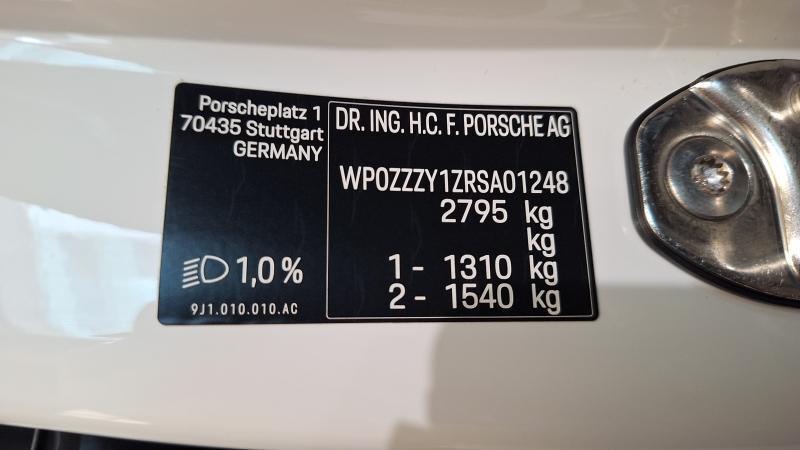 Porscheplatz 1
70435 Stuttgart
GERMANY
1,0 %
9J1.010.010.AC
DR. ING. H.C. F. PORSCHE AG
WP0ZZZY1ZRSA01248
2795 kg
kg
1 - 1310 kg
2 - 1540 kg